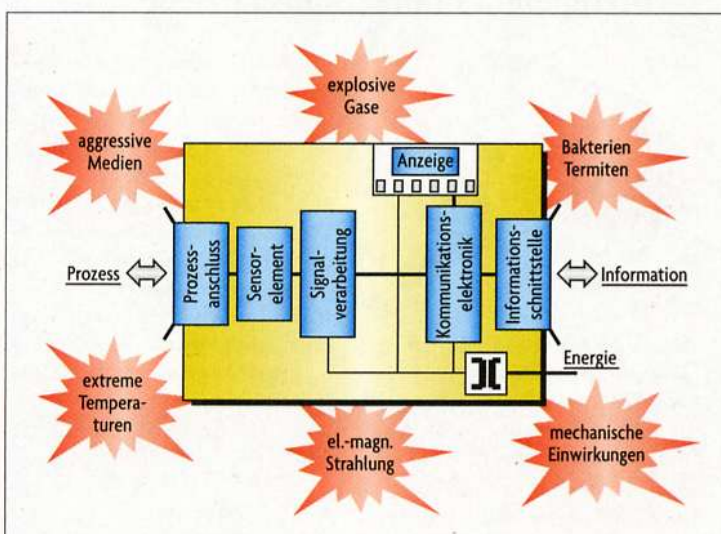 explosive
Gase
aggressive
Medien
Bakterien
Termiten
Anzeige
Prozess
Prozess-
anschluss
Sensor-
element
Signal-
verarbeitung
Kommunikations-
elektronik
Informations-
schnittstelle
Information
Energie
extreme
Tempera-
turen
el.-magn.
Strahlung
mechanische
Einwirkungen